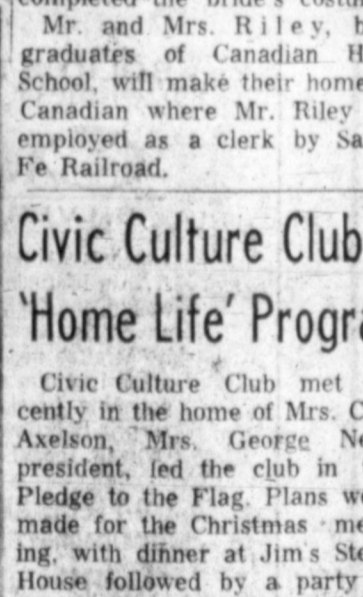 completed the bride's
Mr. and Mrs. Riley,
graduates of Canadian
School, will make their home
Canadian where Mr. Riley
employed as a clerk by
Fe Railroad.
Civic Culture Club
'Home Life'
Civic Culture Club met
cently in the home of Mrs.
Axelson, Mrs. George
president, led the club in
Pledge to the Flag. Plans
made for the Christmas
ing, with dinner at Jim's
House followed by a party